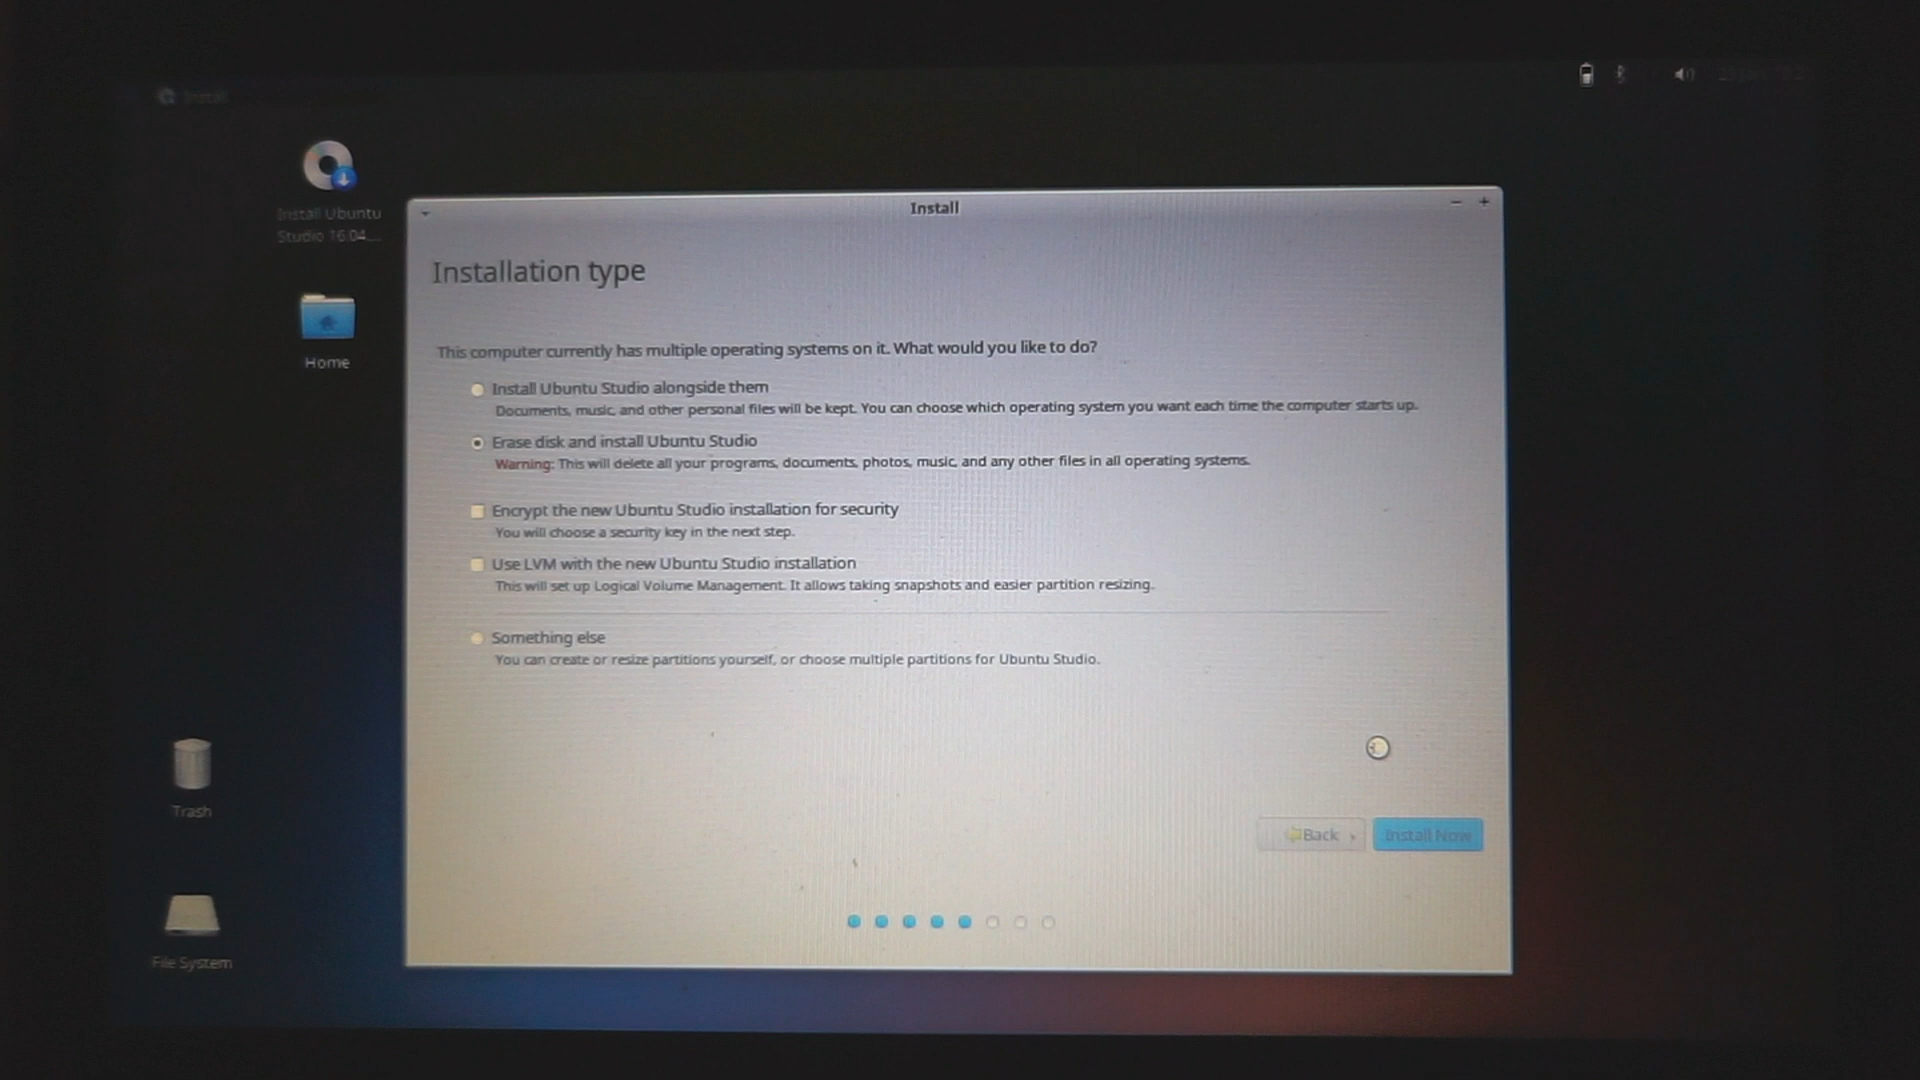 Install
Install Ubuntu
Studio 16.04...
Home
Trash
File System
Install
Installation type
This computer currently has multiple operating systems on it. What would you like to do?
Install Ubuntu Studio alongside them
Documents, music, and other personal files will be kept. You can choose which operating system you want each time the computer starts up.
Erase disk and install Ubuntu Studio
Warning: This will delete all your programs, documents, photos, music, and any other files in all operating systems.
Encrypt the new Ubuntu Studio installation for security
You will choose a security key in the next step.
Use LVM with the new Ubuntu Studio installation
This will set up Logical Volume Management. It allows taking snapshots and easier partition resizing.
Something else
You can create or resize partitions yourself, or choose multiple partitions for Ubuntu Studio.
Back
Install Now